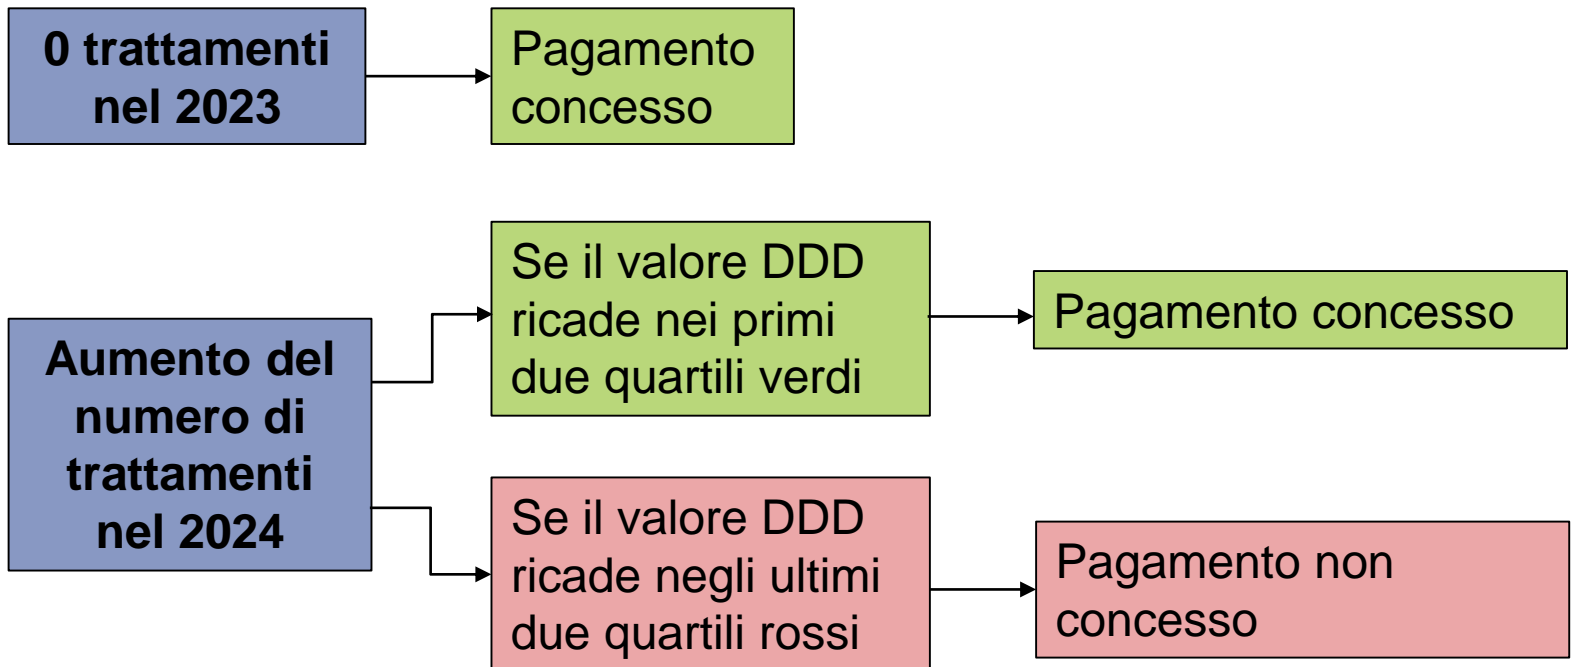 0 trattamenti
nel 2023
Pagamento
concesso
Aumento del
numero di
trattamenti
nel 2024
Se il valore DDD
ricade nei primi
due quartili verdi
Pagamento concesso
Se il valore DDD
ricade negli ultimi
due quartili rossi
Pagamento non
concesso